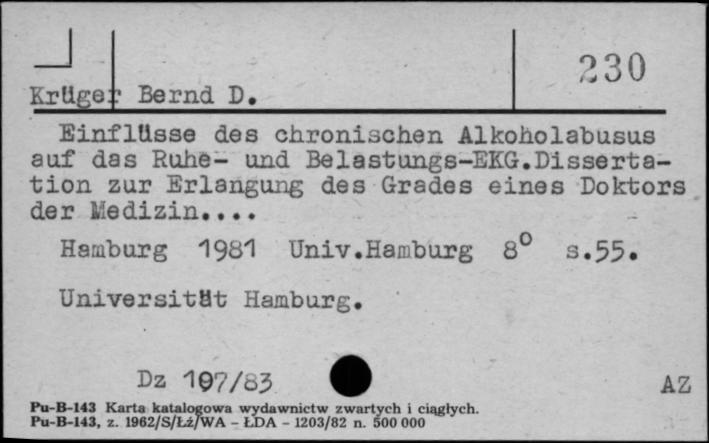 230
Krüger Bernd D.
Einflüsse des chronischen Alkoholabusus
auf das Ruhe- und Belastungs-EKG.Disserta-
tion zur Erlangung des Grades eines Doktors
der Medizin....
Hamburg 1981 Univ.Hamburg 8° s.55.
Universität Hamburg.
Dz 197/83
AZ
Pu-B-143 Karta katalogowa wydawnictw zwartych i ciągłych.
Pu-B-143, z. 1962/S/Łż/WA - ŁDA - 1203/82 n. 500 000